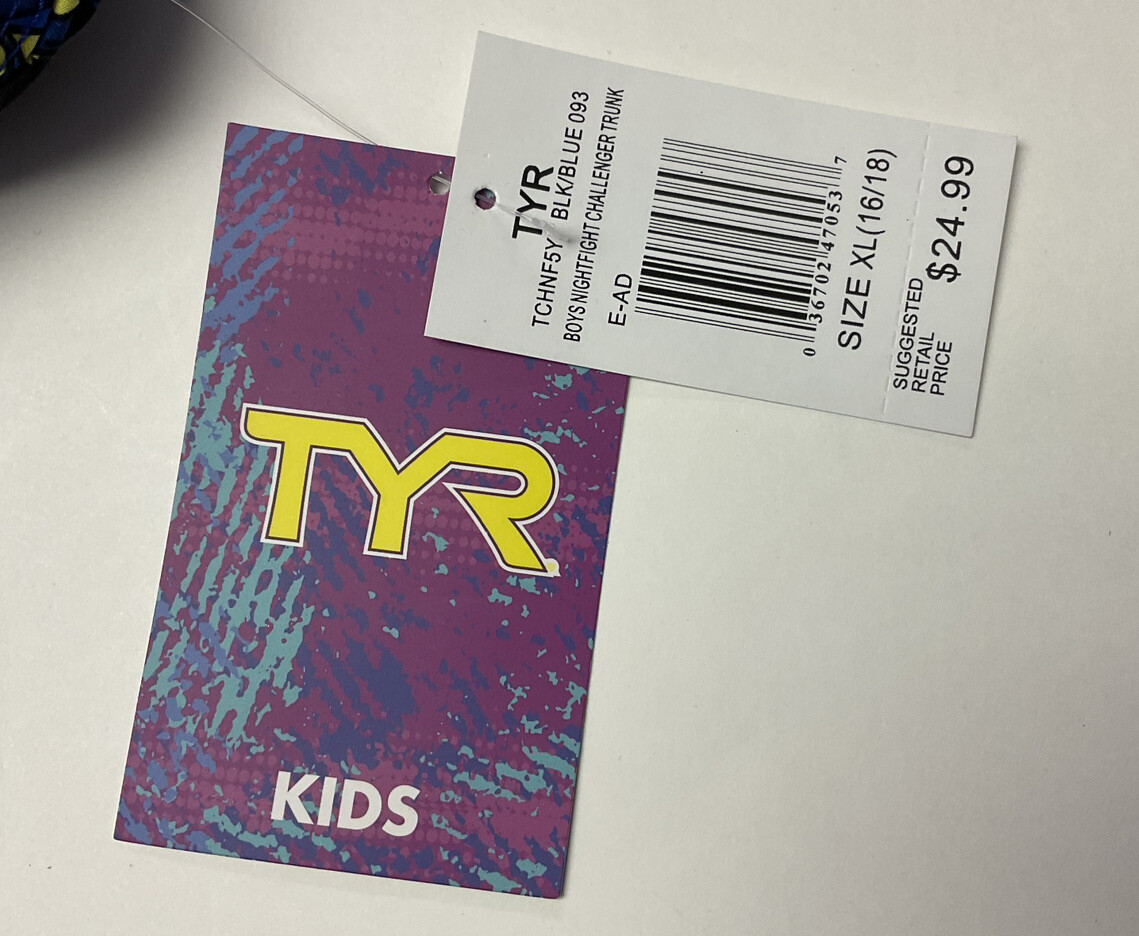 TYR
KIDS
TYR
TCHNF5Y BLK/BLUE 093
BOYS NIGHTFIGHT CHALLENGER TRUNK
E-AD
0 36702 47053 7
SIZE XL(16/18)
SUGGESTED
RETAIL
PRICE
$24.99